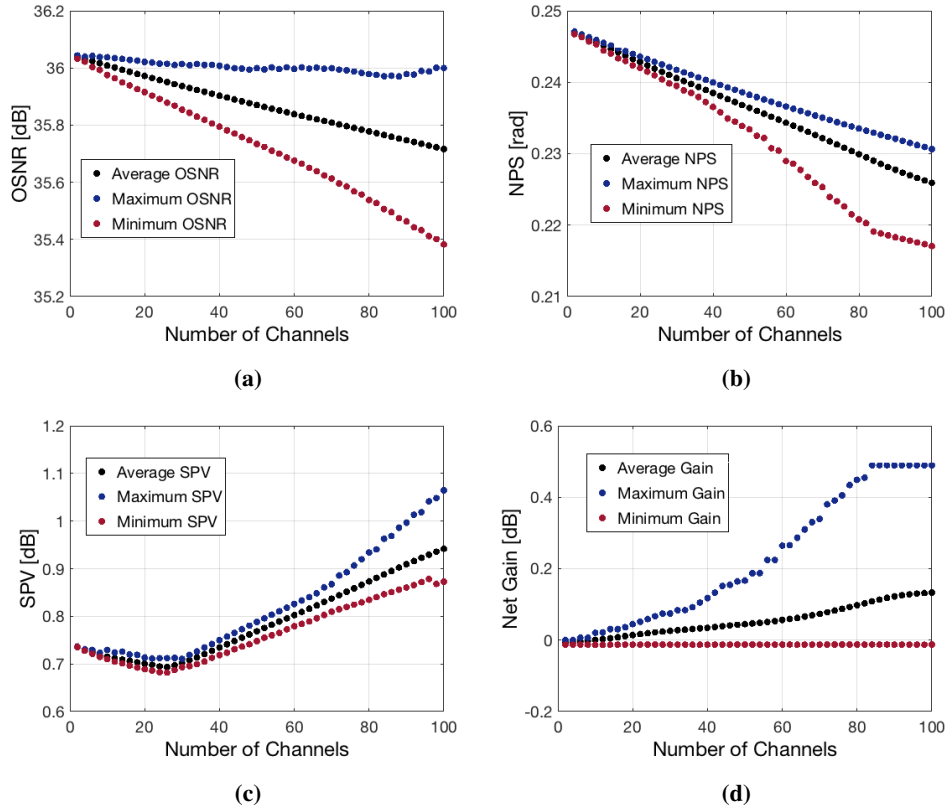 36.2
36
35.8
35.6
35.4
35.2
OSNR [dB]
Average OSNR
Maximum OSNR
Minimum OSNR
0 20 40 60 80 100
Number of Channels
(a)
0.25
0.24
0.23
0.22
0.21
NPS [rad]
Average NPS
Maximum NPS
Minimum NPS
0 20 40 60 80 100
Number of Channels
(b)
1.2
1.1
1
0.9
0.8
0.7
0.6
SPV [dB]
Average SPV
Maximum SPV
Minimum SPV
0 20 40 60 80 100
Number of Channels
(c)
0.6
0.4
0.2
0
-0.2
Net Gain [dB]
Average Gain
Maximum Gain
Minimum Gain
0 20 40 60 80 100
Number of Channels
(d)